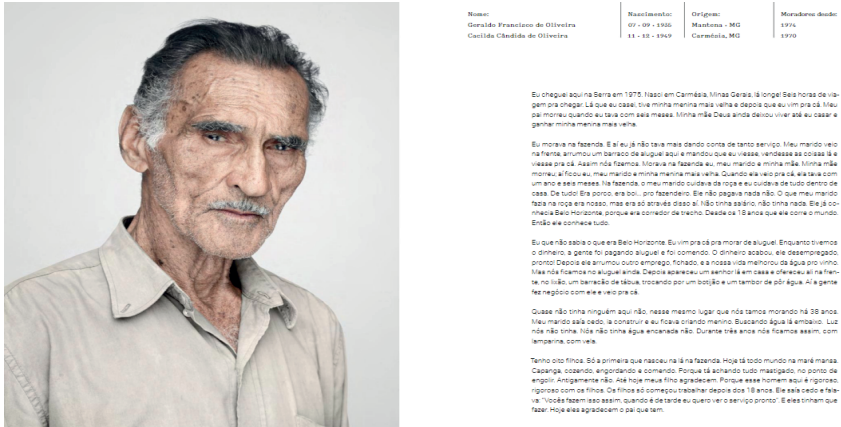 Nome: Nascimento: Origem: Moradores desde:
Geraldo Francisco de Oliveira 07 - 09 - 1936 Mantena - MG 1974
Cacilda Cândida de Oliveira 11 - 12 - 1949 Carmésia, MG 1970
Eu cheguei aqui na Serra em 1975. Nasci em Carmésia, Minas Gerais, lá longe! Seis horas de via-
gem pra chegar. Lá que eu casei, tive minha menina mais velha e depois que eu vim pra cá. Meu
pai morreu quando eu tava com seis meses. Minha mãe Deus ainda deixou viver até eu casar e
ganhar minha menina mais velha.
Eu morava na fazenda. E aí eu já não tava mais dando conta de tanto serviço. Meu marido veio
na frente, arrumou um barraco de aluguel aqui e mandou que eu viesse, vendesse as coisas lá e
viesse pra cá. Assim nós fizemos. Morava na fazenda eu, meu marido e minha mãe. Minha mãe
morreu; aí ficou eu, meu marido e minha menina mais velha. Quando ela veio pra cá, ela tava com
um ano e seis meses. Na fazenda, o meu marido cuidava da roça e eu cuidava de tudo dentro de
casa. De tudo! Era porco, era boi... pro fazendeiro. Ele não pagava nada não. O que meu marido
fazia na roça era nosso, mas era só através disso aí. Não tinha salário, não tinha nada. Ele já co-
nhecia Belo Horizonte, porque era corredor de trecho. Desde os 18 anos que ele corre o mundo.
Então ele conhece tudo.
Eu que não sabia o que era Belo Horizonte. Eu vim pra cá pra morar de aluguel. Enquanto tivemos
o dinheiro, a gente foi pagando aluguel e foi comendo. O dinheiro acabou, ele desempregado,
pronto! Depois ele arrumou outro emprego, fichado, e a nossa vida melhorou da água pro vinho.
Mas nós ficamos no aluguel ainda. Depois apareceu um senhor lá em casa e ofereceu ali na fren-
te, no lixão, um barracão de tábua, trocando por um botijão e um tambor de pôr água. Aí a gente
fez negócio com ele e veio pra cá.
Quase não tinha ninguém aqui não, nesse mesmo lugar que nós tamos morando há 38 anos.
Meu marido saía cedo, ia construir e eu ficava criando menino. Buscando água lá embaixo. Luz
nós não tinha. Nós não tinha água encanada não. Durante três anos nós ficamos assim, com
lamparina, com vela.
Tenho oito filhos. Só a primeira que nasceu na lá na fazenda. Hoje tá todo mundo na maré mansa.
Capanga, cozendo, engordando e comendo. Porque tá achando tudo mastigado, no ponto de
engolir. Antigamente não. Até hoje meus filho agradecem. Porque esse homem aqui é rigoroso,
rigoroso com os filhos. Os filhos só começou trabalhar depois dos 18 anos. Ele saía cedo e fala-
va: "Vocês fazem isso assim, quando é de tarde eu quero ver o serviço pronto". E eles tinham que
fazer. Hoje eles agradecem o pai que tem.